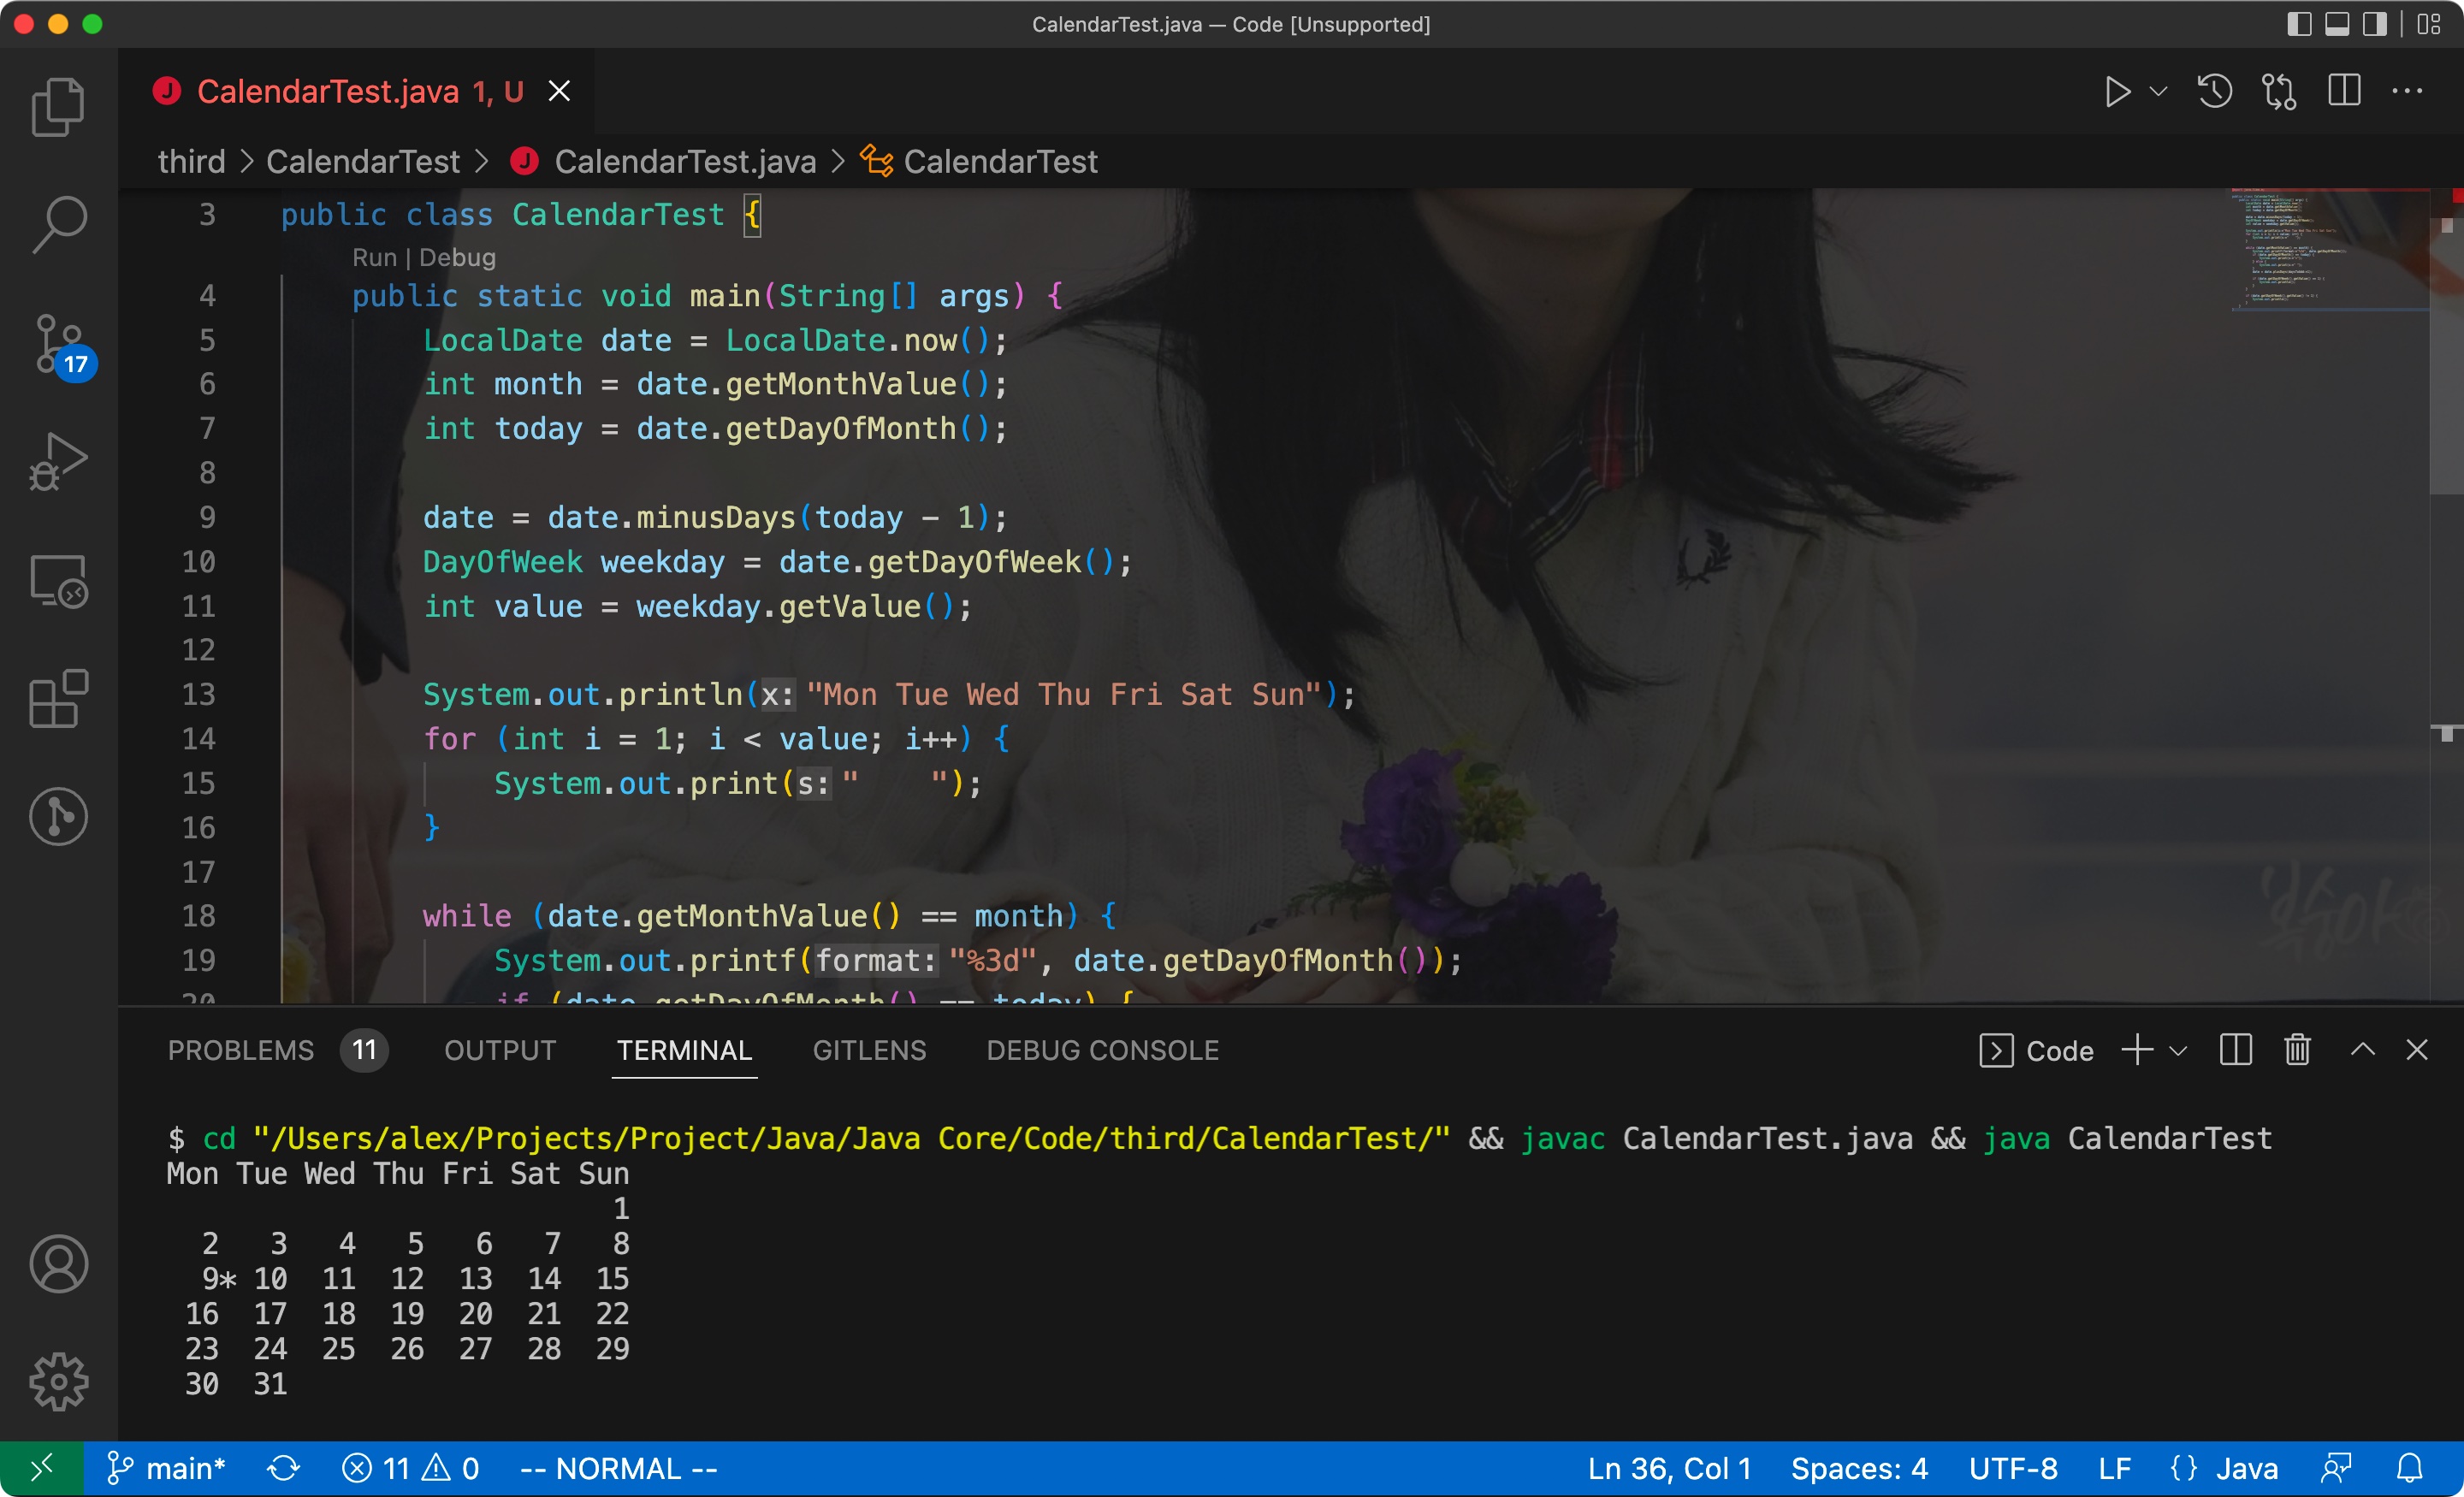 CalendarTest.java — Code [Unsupported]
CalendarTest.java 1, U
third > CalendarTest > CalendarTest.java > CalendarTest
3 public class CalendarTest {
Run | Debug
4 public static void main(String[] args) {
5 LocalDate date = LocalDate.now();
6 int month = date.getMonthValue();
7 int today = date.getDayOfMonth();
8
9 date = date.minusDays(today - 1);
10 DayOfWeek weekday = date.getDayOfWeek();
11 int value = weekday.getValue();
12
13 System.out.println(x: "Mon Tue Wed Thu Fri Sat Sun");
14 for (int i = 1; i < value; i++) {
15 System.out.print(s: "    ");
16 }
17
18 while (date.getMonthValue() == month) {
19 System.out.printf(format: "%3d", date.getDayOfMonth());
20 if (date.getDayOfMonth() == today) {
17
PROBLEMS 11 OUTPUT TERMINAL GITLENS DEBUG CONSOLE Code
$ cd "/Users/alex/Projects/Project/Java/Java Core/Code/third/CalendarTest/" && javac CalendarTest.java && java CalendarTest
Mon Tue Wed Thu Fri Sat Sun
1
2 3 4 5 6 7 8
9* 10 11 12 13 14 15
16 17 18 19 20 21 22
23 24 25 26 27 28 29
30 31
main* 11 0 -- NORMAL -- Ln 36, Col 1 Spaces: 4 UTF-8 LF {} Java